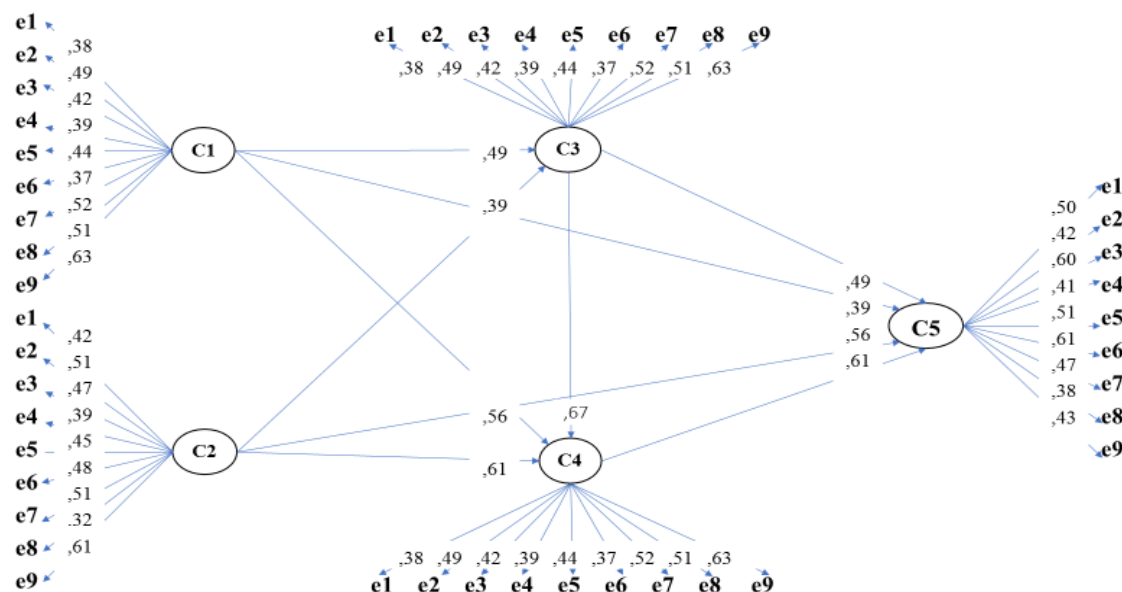 e1
,38
e2
,49
e3
,42
e4
,39
e5
,44
e6
,37
e7
,52
,51
e8
,63
e9
C1
e1 e2 e3 e4 e5 e6 e7 e8 e9
,38 ,49 ,42 ,39 ,44 ,37 ,52 ,51 ,63
,49
C3
,39
e1
,50
e2
,42
e3
,60
e4
,41
,51
e5
,61
e6
,47
e7
,38
e8
,43
e9
,49
,39
,56
,61
C5
e1
,42
e2
,51
e3
,47
e4
,39
e5
,45
,48
e6
,51
e7
,32
e8
,61
e9
C2
,56
,67
C4
,61
,38 ,49 ,42 ,39 ,44 ,37 ,52 ,51 ,63
e1 e2 e3 e4 e5 e6 e7 e8 e9